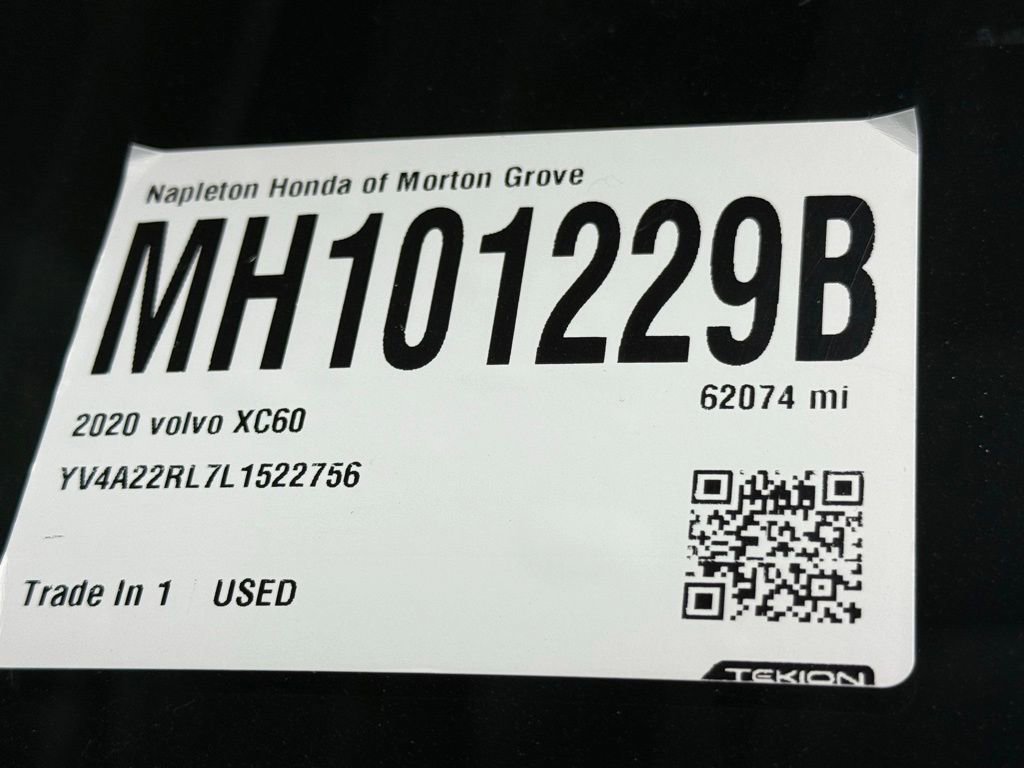 Napleton Honda of Morton Grove
MH101229B
62074 mi
2020 volvo XC60
YV4A22RL7L1522756
Trade In 1 USED
TEKION